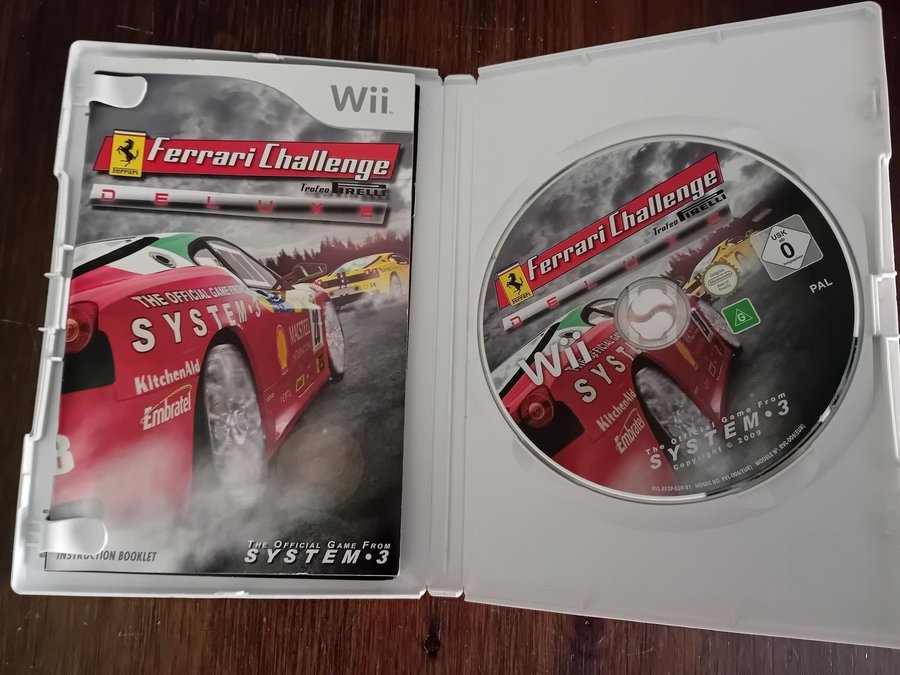 Wii
Ferrari
Ferrari Challenge
Trofeo PIRELLI
DELUXE
THE OFFICIAL GAME FROM
SYSTEM•3
KitchenAid
Embratel
INSTRUCTION BOOKLET
THE OFFICIAL GAME FROM
SYSTEM•3
Ferrari Challenge
Trofeo PIRELLI
DELUXE
USK
ab
0
PAL
G
Wii
KitchenAid
Embratel
The Official Game From
SYSTEM•3
Copyright © 2009